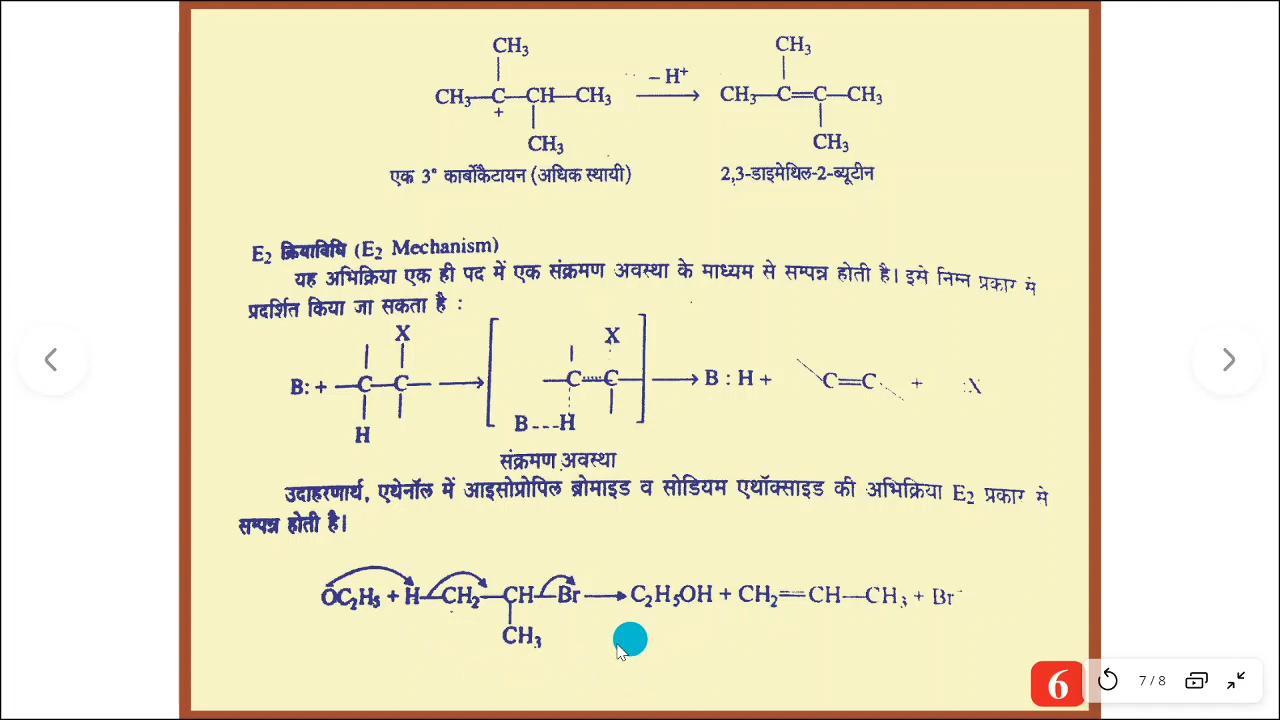 CH₃
CH₃—C—CH—CH₃ – H⁺ → CH₃—C=C—CH₃
+
CH₃
CH₃
CH₃
एक 3° कार्बोकैटायन (अधिक स्थायी)
2,3-डाइमेथिल-2-ब्यूटीन
E₂ क्रियाविधि (E₂ Mechanism)
यह अभिक्रिया एक ही पद में एक संक्रमण अवस्था के माध्यम से सम्पन्न होती है। इसे निम्न प्रकार से
प्रदर्शित किया जा सकता है :
X
X
B: + —C—C— → [ —C┈C— ] → B : H + C=C + :X
H
B---H
संक्रमण अवस्था
उदाहरणार्थ, एथेनॉल में आइसोप्रोपिल ब्रोमाइड व सोडियम एथॉक्साइड की अभिक्रिया E₂ प्रकार से
सम्पन्न होती है।
ŌC₂H₅ + H—CH₂—CH—Br → C₂H₅OH + CH₂=CH—CH₃ + Br⁻
CH₃
6
7 / 8